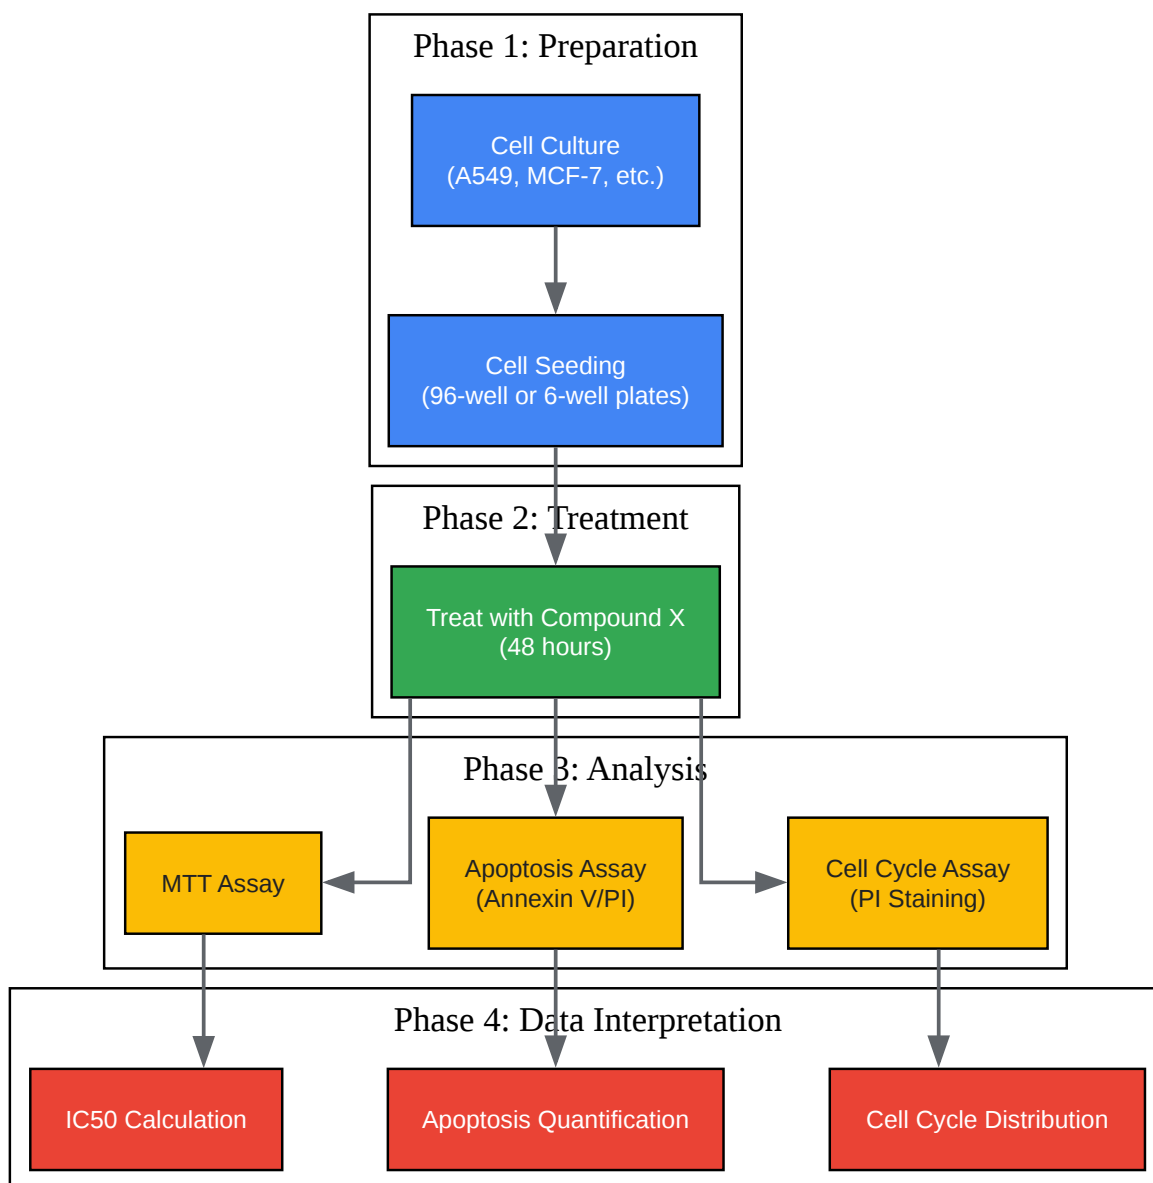 Phase 1: Preparation
Cell Culture
(A549, MCF-7, etc.)
Cell Seeding
(96-well or 6-well plates)
Phase 2: Treatment
Treat with Compound X
(48 hours)
Phase 3: Analysis
MTT Assay
Apoptosis Assay
(Annexin V/PI)
Cell Cycle Assay
(PI Staining)
Phase 4: Data Interpretation
IC50 Calculation
Apoptosis Quantification
Cell Cycle Distribution